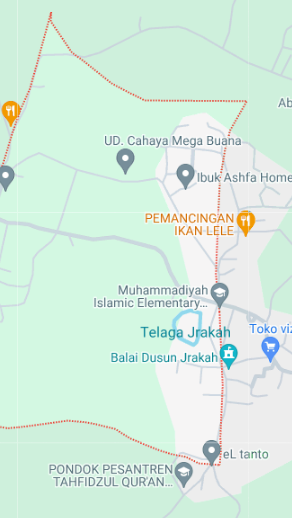 Ab
UD. Cahaya Mega Buana
Ibuk Ashfa Home
PEMANCINGAN
IKAN LELE
Muhammadiyah
Islamic Elementary...
Telaga Jrakah
Toko viz
Balai Dusun Jrakah
eL tanto
PONDOK PESANTREN
TAHFIDZUL QUR'AN...